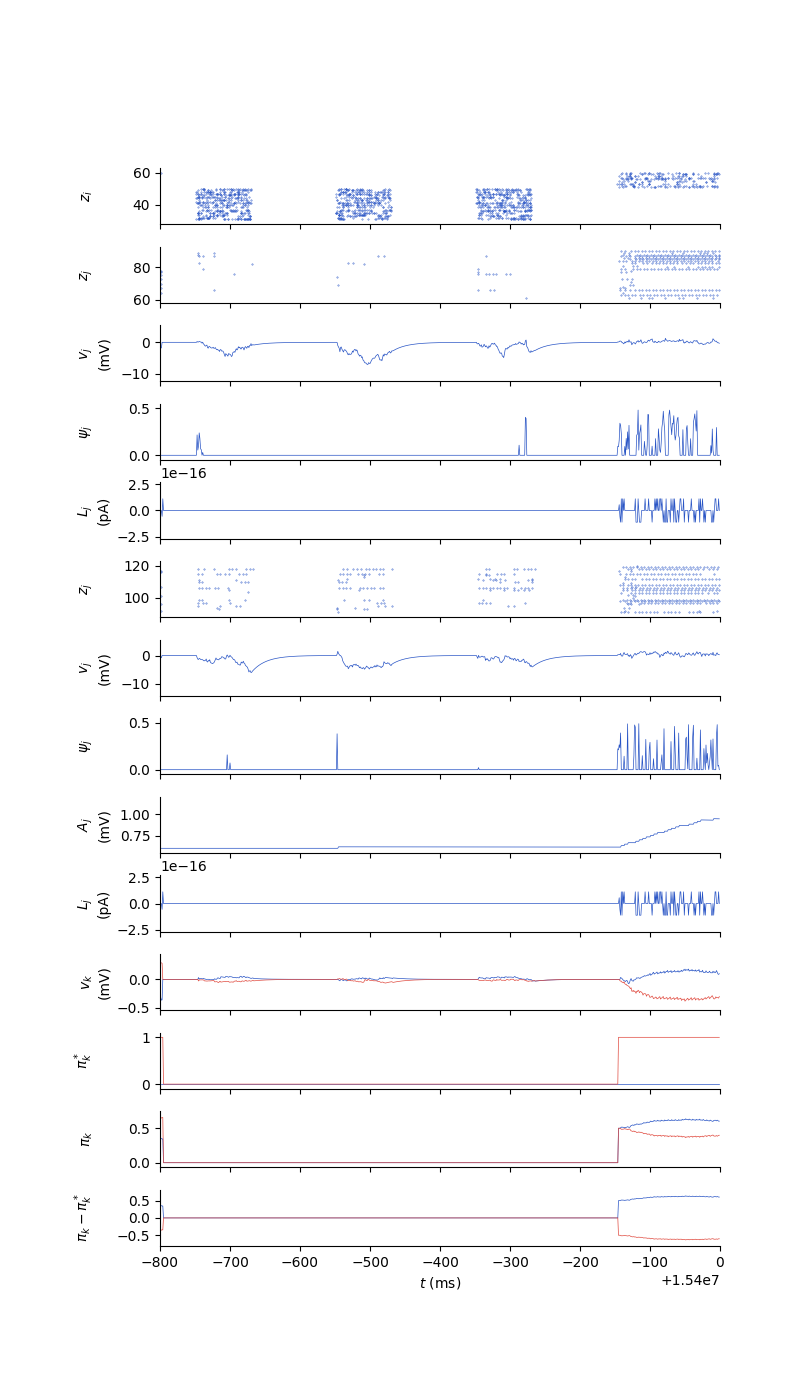 60
40
z_i
80
60
z_j
0
−10
v_j
(mV)
0.5
0.0
ψ_j
1e−16
2.5
0.0
−2.5
L_j
(pA)
120
100
z_j
0
−10
v_j
(mV)
0.5
0.0
ψ_j
1.00
0.75
A_j
(mV)
1e−16
2.5
0.0
−2.5
L_j
(pA)
0.0
−0.5
v_k
(mV)
1
0
π_k^*
0.5
0.0
π_k
0.5
0.0
−0.5
π_k − π_k^*
−800 −700 −600 −500 −400 −300 −200 −100 0
t (ms)
+1.54e7